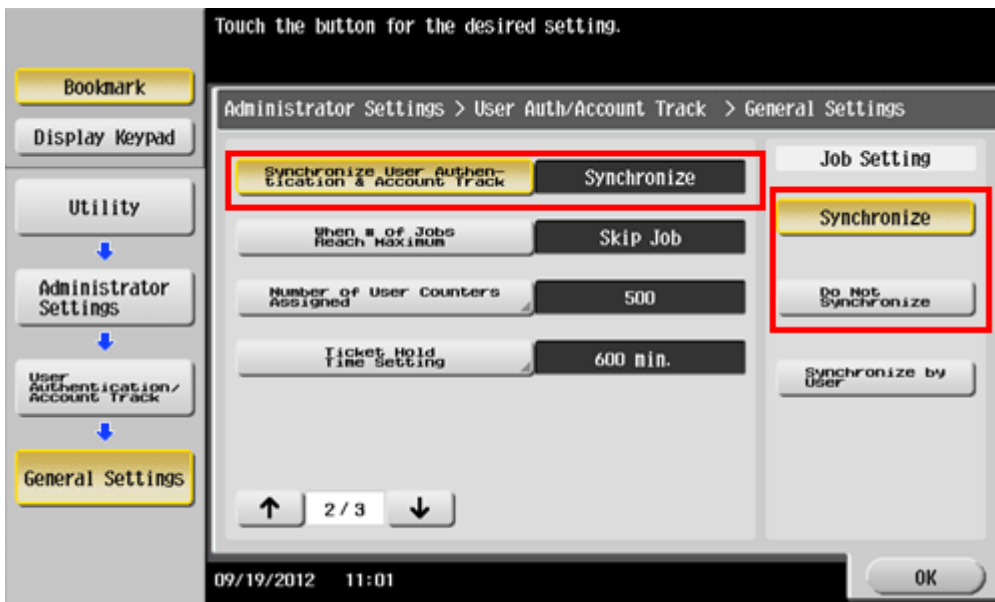 Touch the button for the desired setting.
Bookmark
Display Keypad
Utility
Administrator
Settings
User
Authentication/
Account Track
General Settings
Administrator Settings > User Auth/Account Track > General Settings
Synchronize User Authen-
tication & Account Track
Synchronize
When # of Jobs
Reach Maximum
Skip Job
Number of User Counters
Assigned
500
Ticket Hold
Time Setting
600 min.
↑ 2/3 ↓
Job Setting
Synchronize
Do Not
Synchronize
Synchronize by
User
09/19/2012 11:01
OK